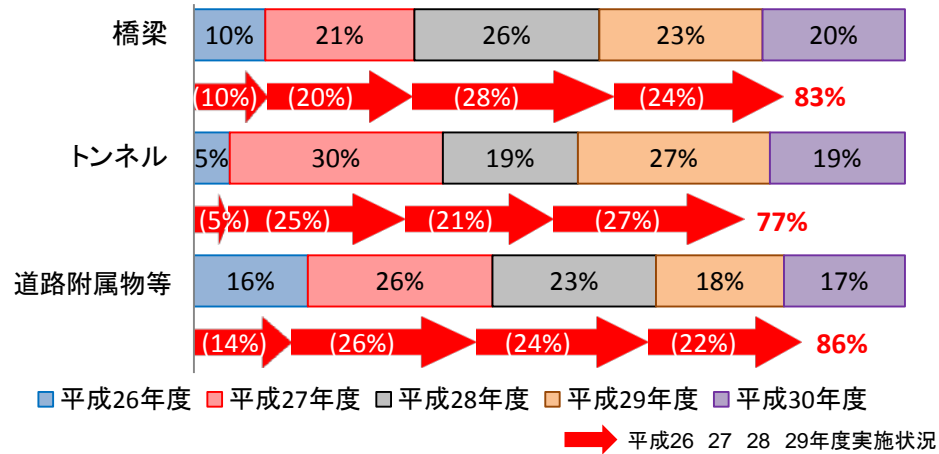 橋梁 10% 21% 26% 23% 20%
(10%) (20%) (28%) (24%) 83%
トンネル 5% 30% 19% 27% 19%
(5%) (25%) (21%) (27%) 77%
道路附属物等 16% 26% 23% 18% 17%
(14%) (26%) (24%) (22%) 86%
平成26年度 平成27年度 平成28年度 平成29年度 平成30年度
平成26 27 28 29年度実施状況